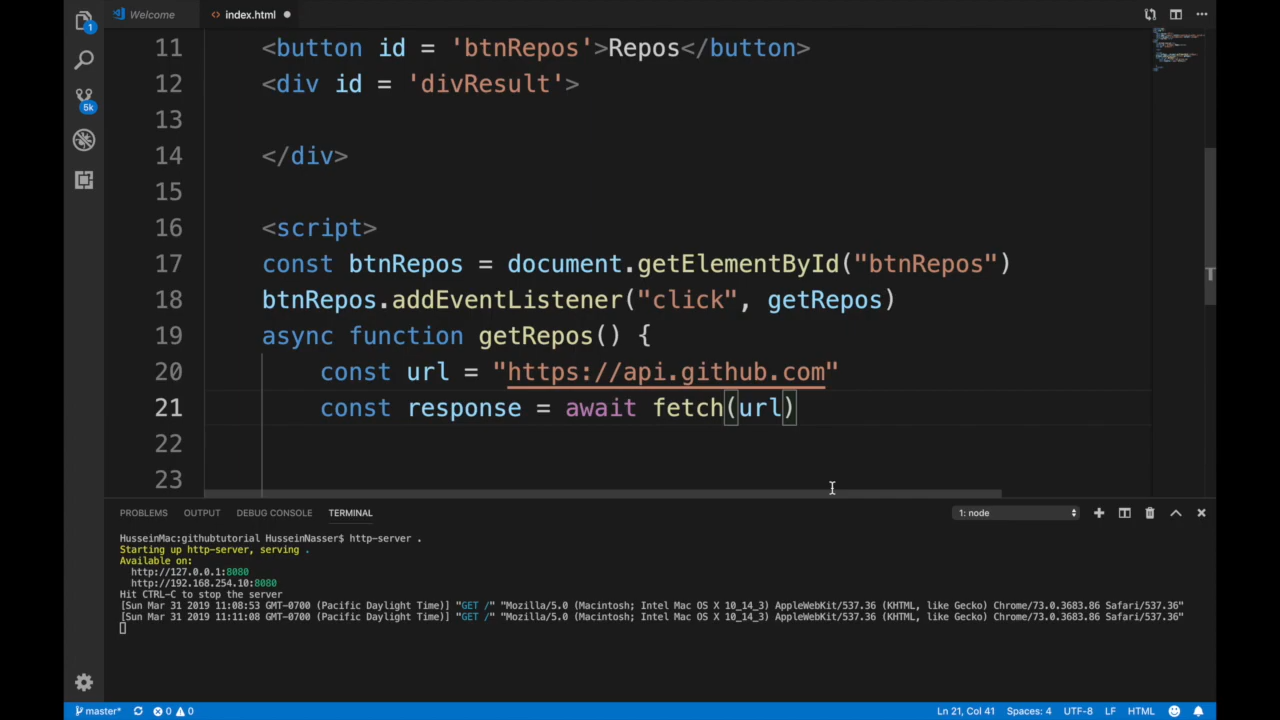 Welcome
<> index.html
1
5k
11 <button id = 'btnRepos'>Repos</button>
12 <div id = 'divResult'>
13
14 </div>
15
16 <script>
17 const btnRepos = document.getElementById("btnRepos")
18 btnRepos.addEventListener("click", getRepos)
19 async function getRepos() {
20 const url = "https://api.github.com"
21 const response = await fetch(url)
22
23
PROBLEMS OUTPUT DEBUG CONSOLE TERMINAL 1: node
HusseinMac:githubtutorial HusseinNasser$ http-server .
Starting up http-server, serving .
Available on:
http://127.0.0.1:8080
http://192.168.254.10:8080
Hit CTRL-C to stop the server
[Sun Mar 31 2019 11:08:53 GMT-0700 (Pacific Daylight Time)] "GET /" "Mozilla/5.0 (Macintosh; Intel Mac OS X 10_14_3) AppleWebKit/537.36 (KHTML, like Gecko) Chrome/73.0.3683.86 Safari/537.36"
[Sun Mar 31 2019 11:11:08 GMT-0700 (Pacific Daylight Time)] "GET /" "Mozilla/5.0 (Macintosh; Intel Mac OS X 10_14_3) AppleWebKit/537.36 (KHTML, like Gecko) Chrome/73.0.3683.86 Safari/537.36"
master* 0 0 Ln 21, Col 41 Spaces: 4 UTF-8 LF HTML